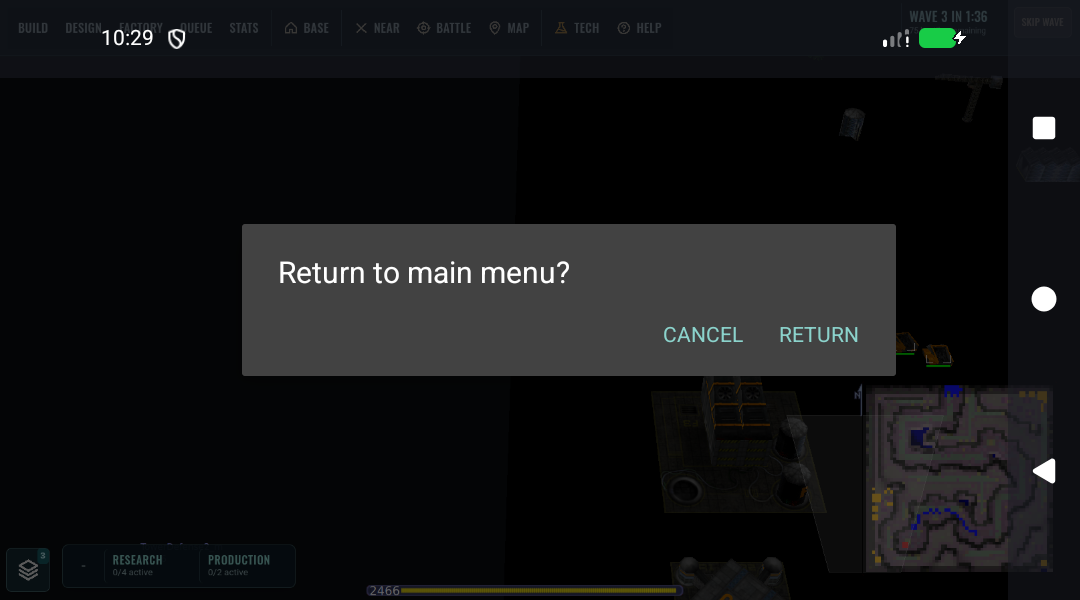 BUILD DESIGN FACTORY QUEUE STATS BASE NEAR BATTLE MAP TECH HELP
WAVE 3 IN 1:36
SKIP WAVE
10:29
Return to main menu?
CANCEL RETURN
3
RESEARCH
0/4 active
PRODUCTION
0/2 active
2466